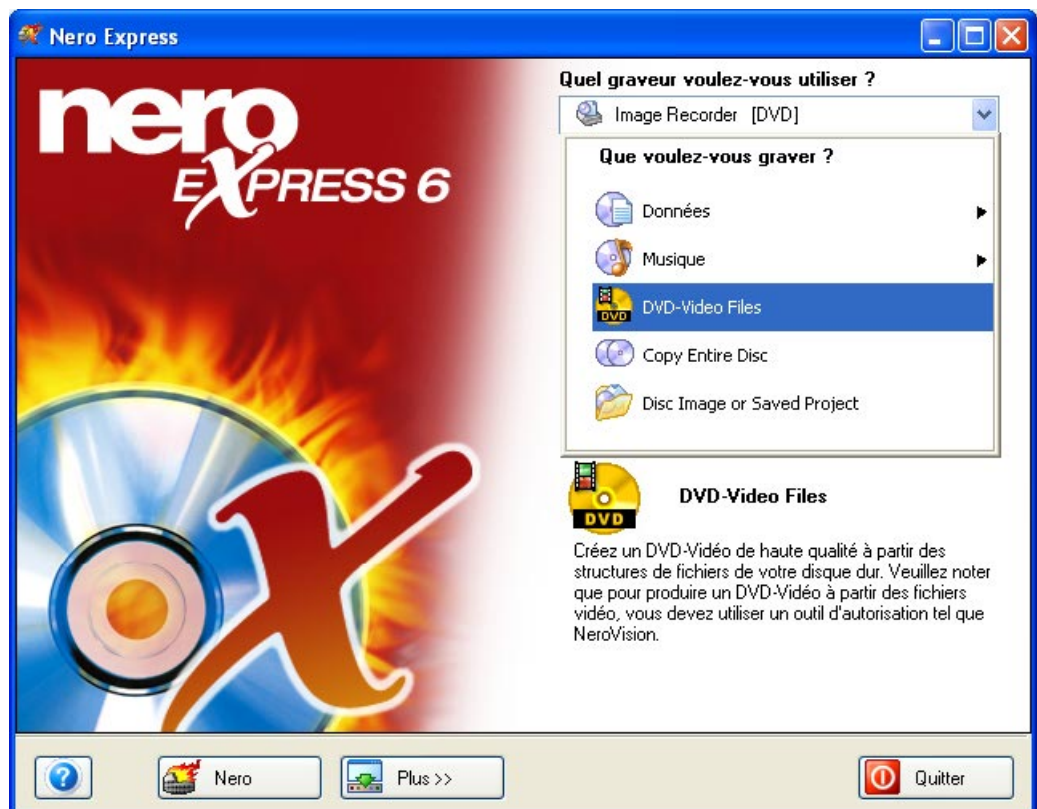 Nero Express
nero
EXPRESS 6
Quel graveur voulez-vous utiliser ?
Image Recorder [DVD]
Que voulez-vous graver ?
Données
Musique
DVD
DVD-Video Files
Copy Entire Disc
Disc Image or Saved Project
DVD
DVD-Video Files
Créez un DVD-Vidéo de haute qualité à partir des
structures de fichiers de votre disque dur. Veuillez noter
que pour produire un DVD-Vidéo à partir des fichiers
vidéo, vous devez utiliser un outil d'autorisation tel que
NeroVision.
X
?
Nero
Plus >>
Quitter